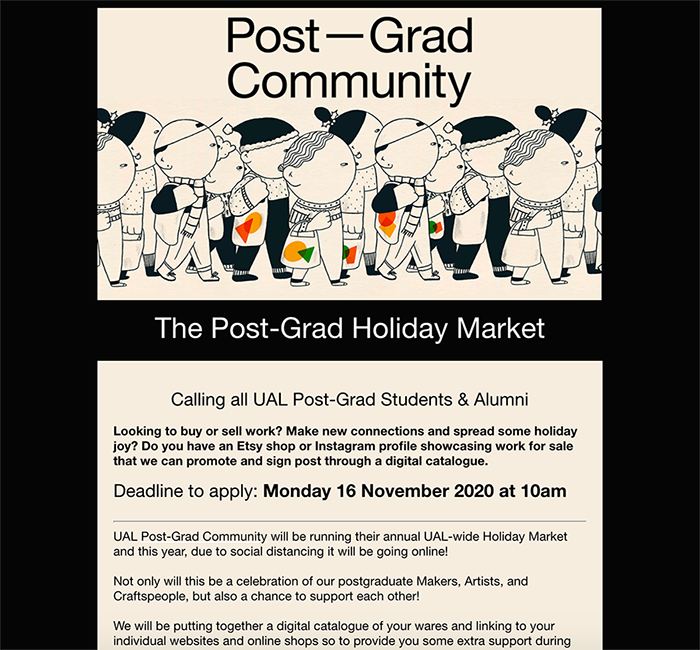 Post—Grad
Community
The Post-Grad Holiday Market
Calling all UAL Post-Grad Students & Alumni
Looking to buy or sell work? Make new connections and spread some holiday
joy? Do you have an Etsy shop or Instagram profile showcasing work for sale
that we can promote and sign post through a digital catalogue.
Deadline to apply: Monday 16 November 2020 at 10am
UAL Post-Grad Community will be running their annual UAL-wide Holiday Market
and this year, due to social distancing it will be going online!
Not only will this be a celebration of our postgraduate Makers, Artists, and
Craftspeople, but also a chance to support each other!
We will be putting together a digital catalogue of your wares and linking to your
individual websites and online shops so to provide you some extra support during